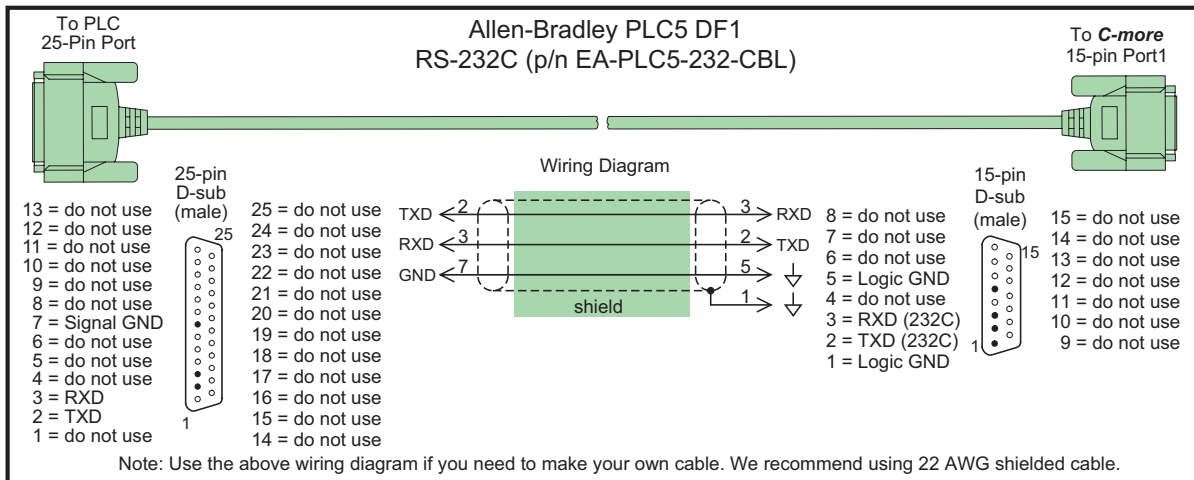 To PLC
25-Pin Port
Allen-Bradley PLC5 DF1
RS-232C (p/n EA-PLC5-232-CBL)
To C-more
15-pin Port1
25-pin
D-sub
(male)
13 = do not use
12 = do not use
11 = do not use
10 = do not use
9 = do not use
8 = do not use
7 = Signal GND
6 = do not use
5 = do not use
4 = do not use
3 = RXD
2 = TXD
1 = do not use
25
1
25 = do not use
24 = do not use
23 = do not use
22 = do not use
21 = do not use
20 = do not use
19 = do not use
18 = do not use
17 = do not use
16 = do not use
15 = do not use
14 = do not use
Wiring Diagram
TXD 2 3 RXD
RXD 3 2 TXD
GND 7 5
1
shield
8 = do not use
7 = do not use
6 = do not use
5 = Logic GND
4 = do not use
3 = RXD (232C)
2 = TXD (232C)
1 = Logic GND
15-pin
D-sub
(male)
15
1
15 = do not use
14 = do not use
13 = do not use
12 = do not use
11 = do not use
10 = do not use
9 = do not use
Note: Use the above wiring diagram if you need to make your own cable. We recommend using 22 AWG shielded cable.